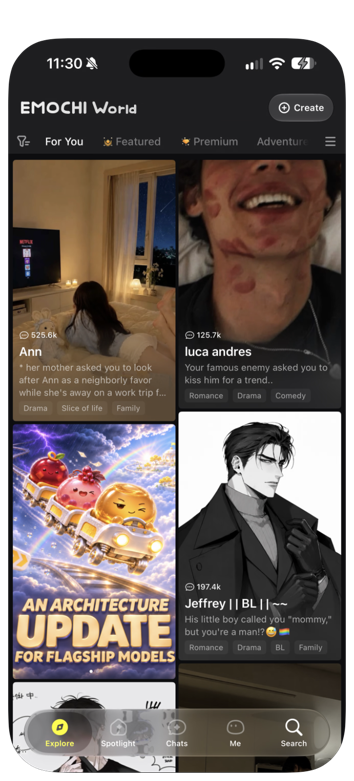 11:30
EMOCHI World
Create
For You
Featured
Premium
Adventure
NETFLIX
525.6k
Ann
* her mother asked you to look
after Ann as a neighborly favor
while she's away on a work trip f...
Drama
Slice of life
Family
125.7k
luca andres
Your famous enemy asked you to
kiss him for a trend..
Romance
Drama
Comedy
AN ARCHITECTURE
UPDATE
FOR FLAGSHIP MODELS
197.4k
Jeffrey | | BL | | ~~
His little boy called you "mommy,"
but you're a man!? 🤭 🏳️‍🌈
Romance
Drama
BL
Family
Explore
Spotlight
Chats
Me
Search